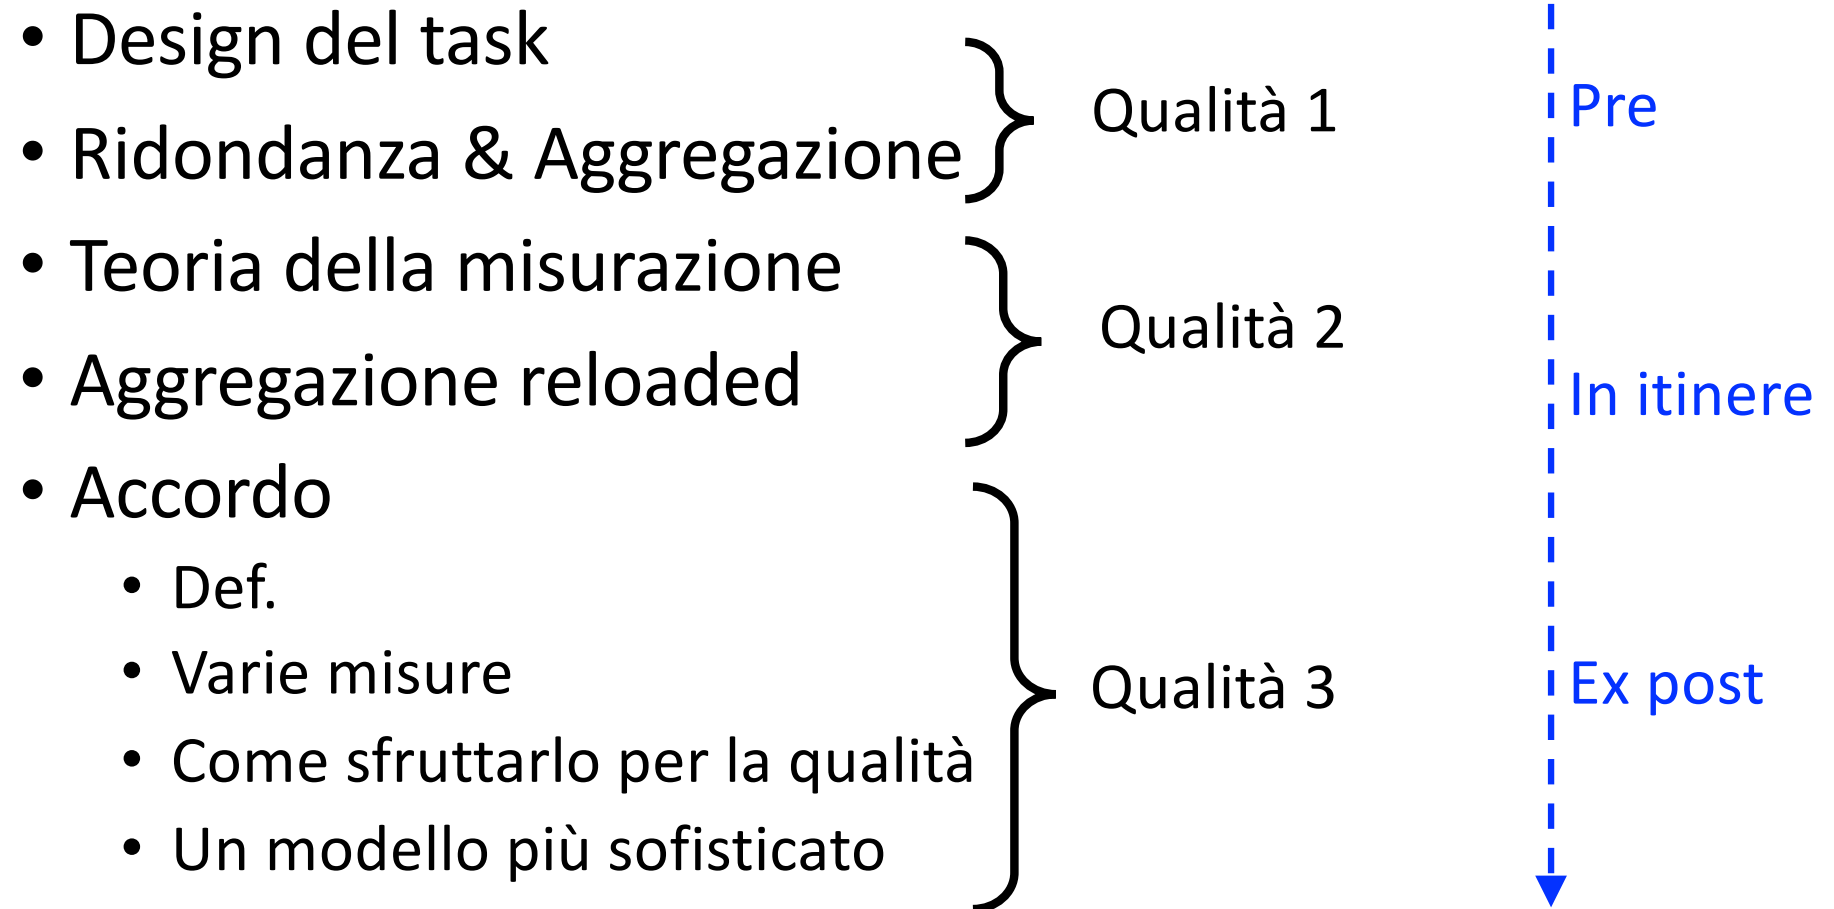 • Design del task
• Ridondanza & Aggregazione
Qualità 1
Pre
• Teoria della misurazione
• Aggregazione reloaded
Qualità 2
In itinere
• Accordo
• Def.
• Varie misure
• Come sfruttarlo per la qualità
• Un modello più sofisticato
Qualità 3
Ex post